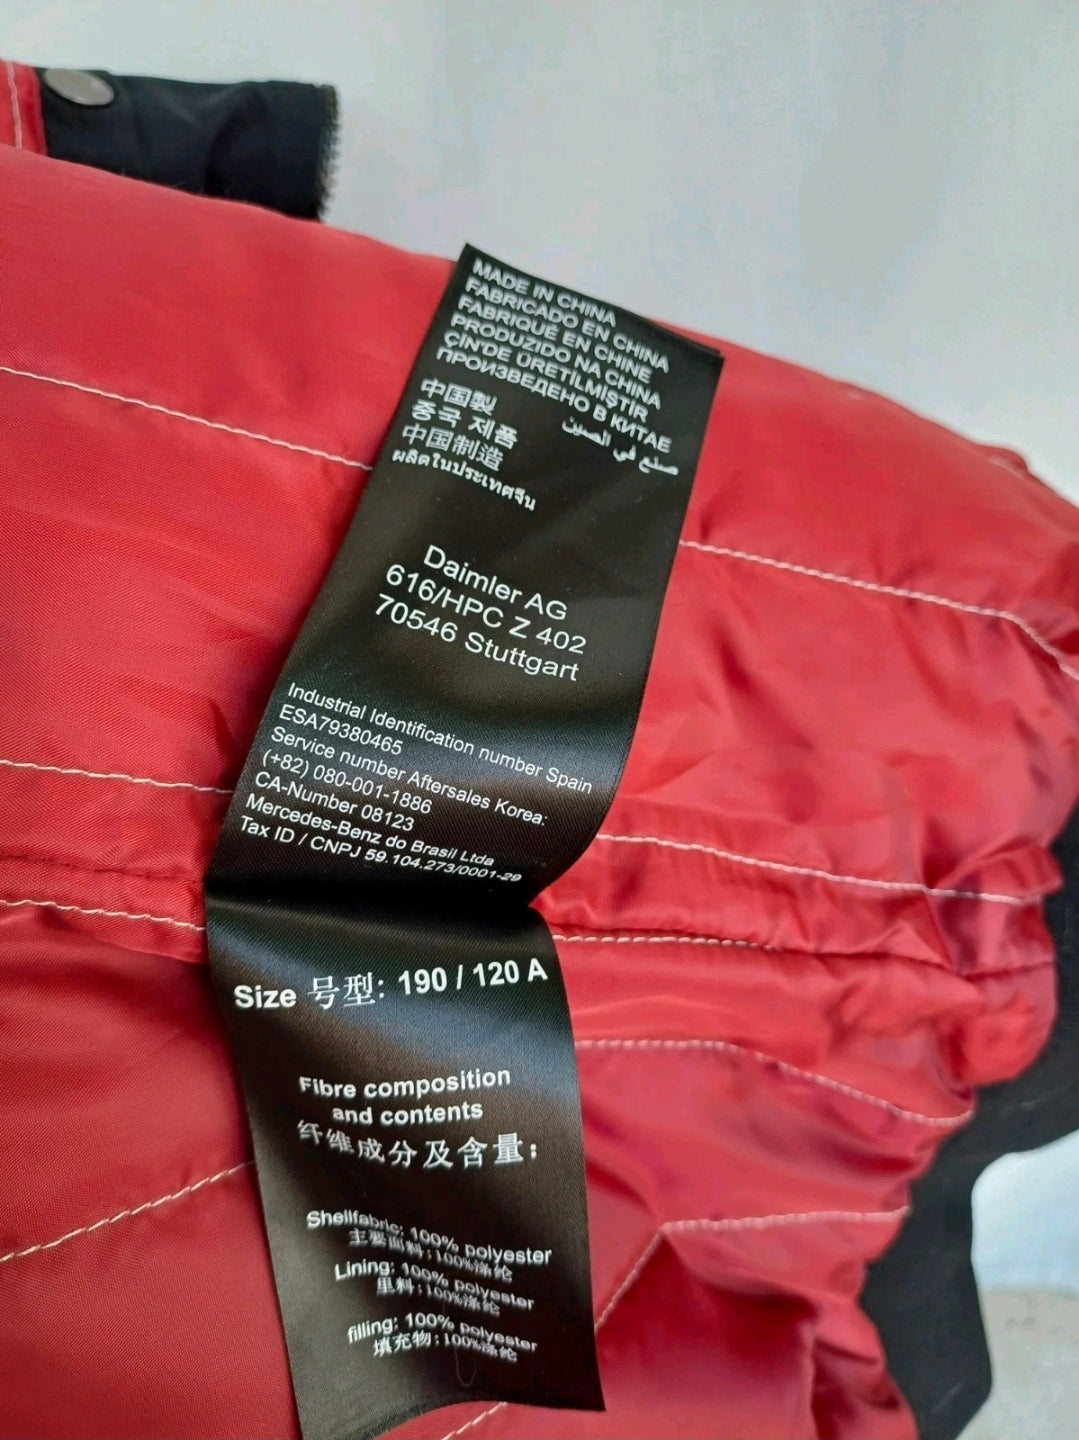 MADE IN CHINA
FABRICADO EN CHINA
FABRIQUÉ EN CHINE
PRODUZIDO NA CHINA
ÇİN'DE ÜRETİLMİŞTİR
ПРОИЗВЕДЕНО В КИТАЕ
صنع في الصين
中国製
중국 제품
中国制造
ผลิตในประเทศจีน
Daimler AG
616/HPC Z 402
70546 Stuttgart
Industrial Identification number Spain
ESA79380465
Service number Aftersales Korea:
(+82) 080-001-1886
CA-Number 08123
Mercedes-Benz do Brasil Ltda
Tax ID / CNPJ 59.104.273/0001-29
Size 号型: 190 / 120 A
Fibre composition
and contents
纤维成分及含量:
Shellfabric: 100% polyester
主要面料:100%涤纶
Lining: 100% polyester
里料:100%涤纶
filling: 100% polyester
填充物:100%涤纶